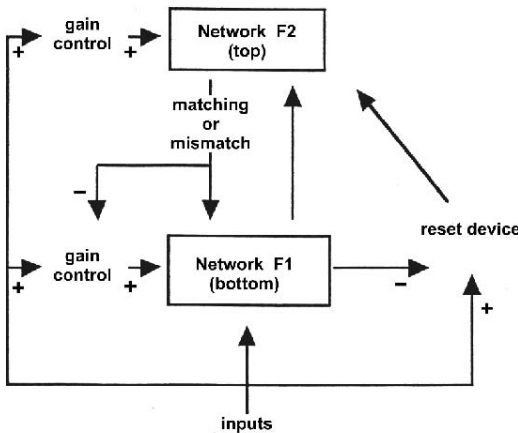 gain
control
+
+
Network F2
(top)
matching
or
mismatch
−
reset device
gain
control
+
+
Network F1
(bottom)
−
+
inputs